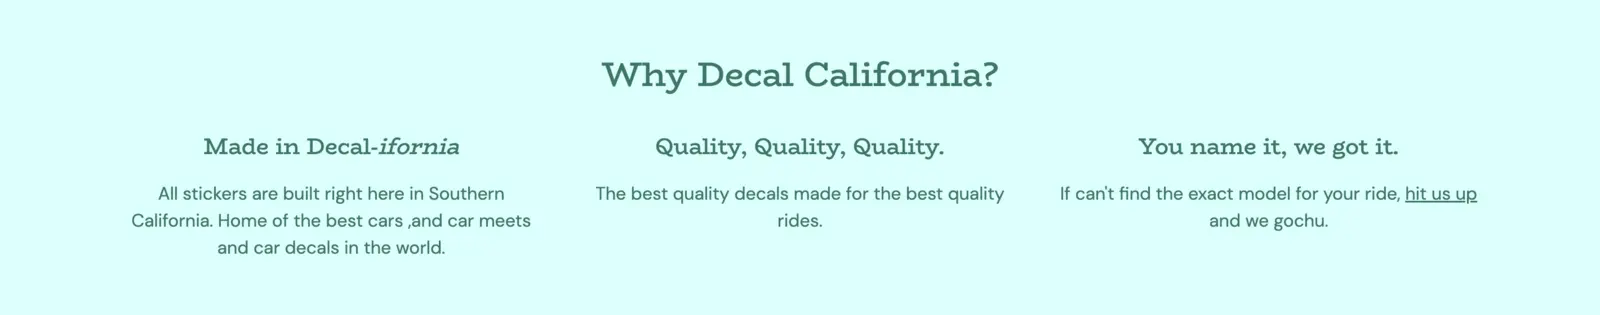 Why Decal California?
Made in Decal-ifornia
All stickers are built right here in Southern
California. Home of the best cars ,and car meets
and car decals in the world.
Quality, Quality, Quality.
The best quality decals made for the best quality
rides.
You name it, we got it.
If can't find the exact model for your ride, hit us up
and we gochu.